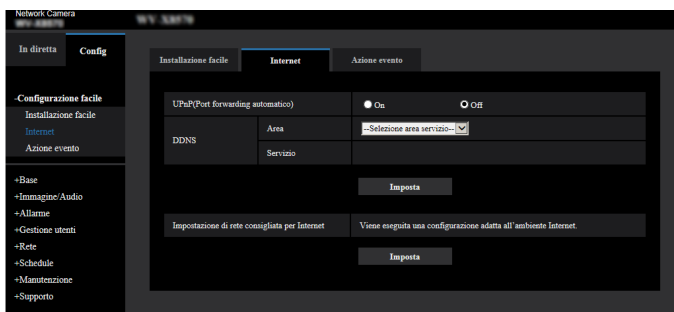 Network Camera
In diretta
Config
-Configurazione facile
Installazione facile
Internet
Azione evento
+Base
+Immagine/Audio
+Allarme
+Gestione utenti
+Rete
+Schedule
+Manutenzione
+Supporto
Installazione facile
Internet
Azione evento
UPnP(Port forwarding automatico)
On
Off
DDNS
Area
--Selezione area servizio--
Servizio
Imposta
Impostazione di rete consigliata per Internet
Viene eseguita una configurazione adatta all'ambiente Internet.
Imposta